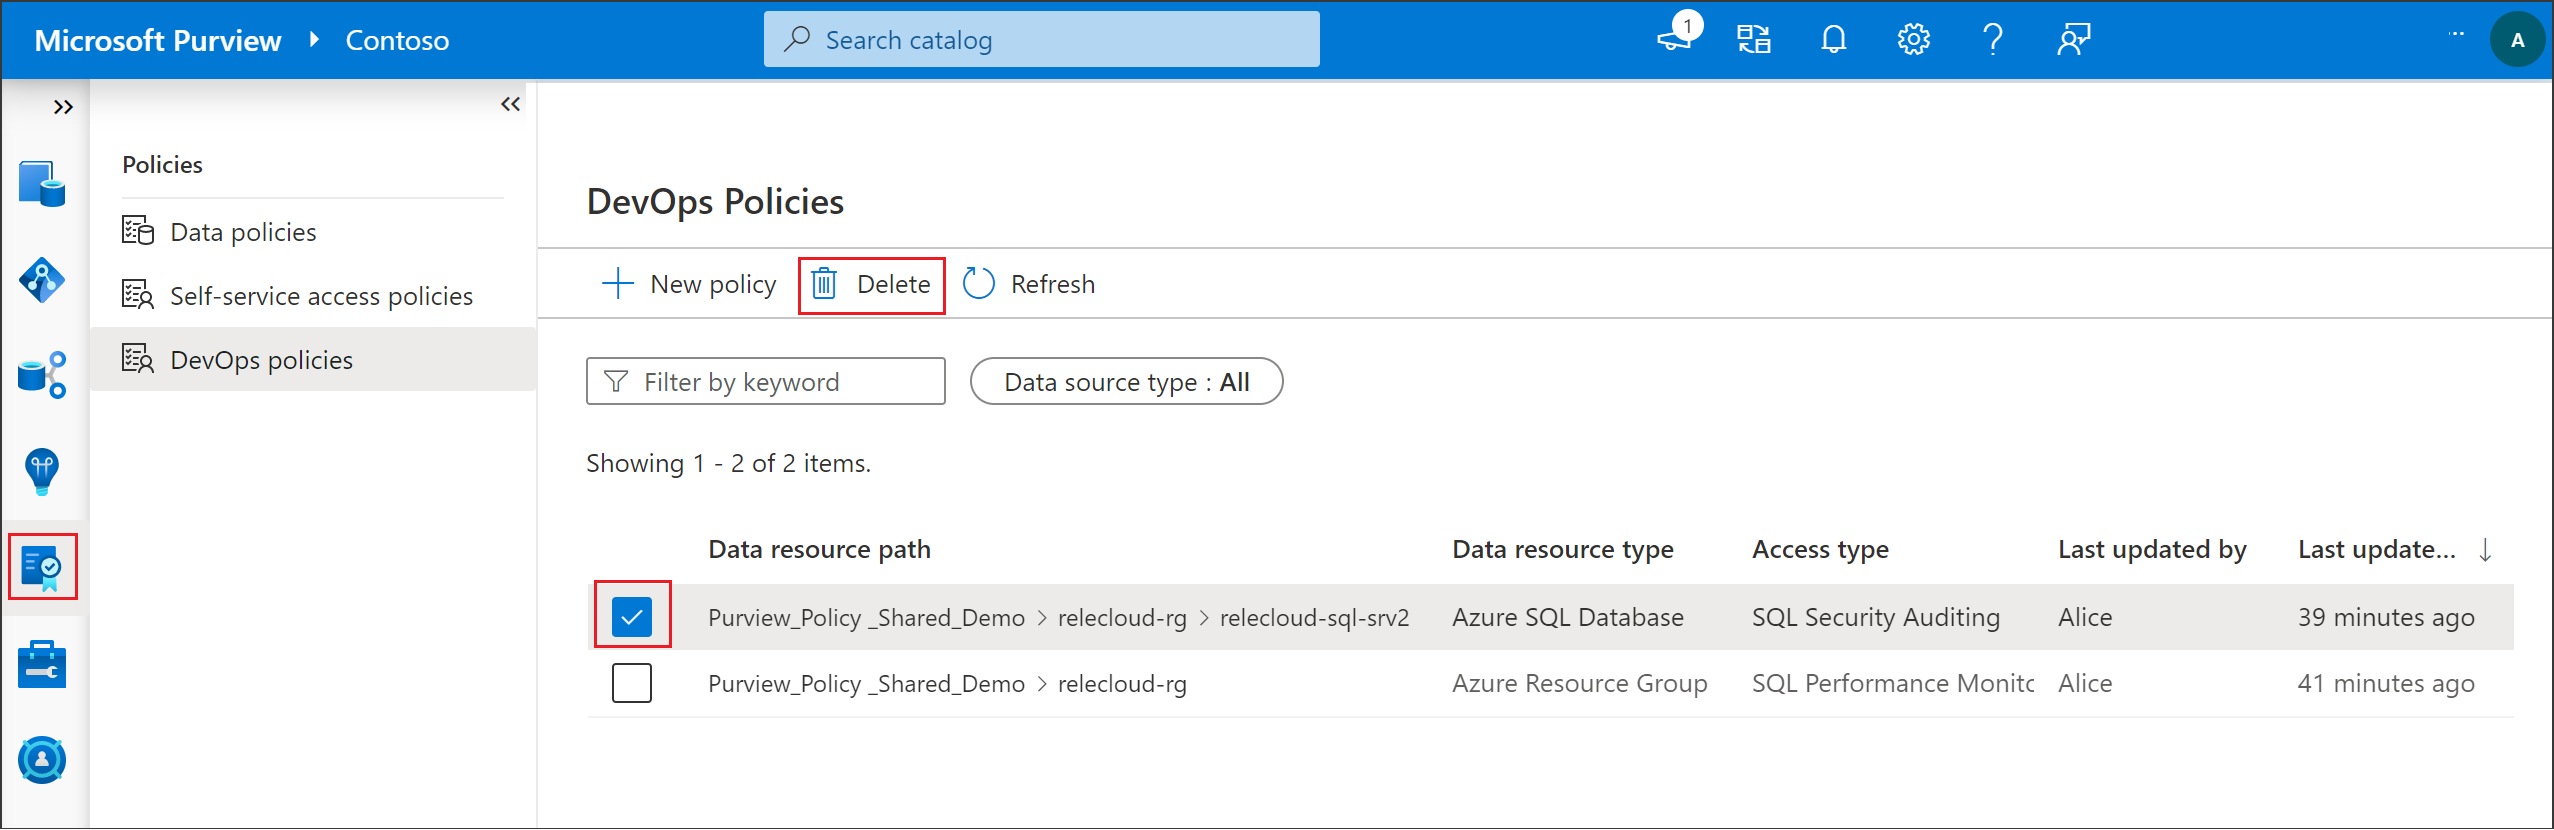 Microsoft Purview Contoso
Search catalog
1
A
Policies
Data policies
Self-service access policies
DevOps policies
DevOps Policies
New policy Delete Refresh
Filter by keyword Data source type : All
Showing 1 - 2 of 2 items.
Data resource path Data resource type Access type Last updated by Last update...
Purview_Policy _Shared_Demo > relecloud-rg > relecloud-sql-srv2 Azure SQL Database SQL Security Auditing Alice 39 minutes ago
Purview_Policy _Shared_Demo > relecloud-rg Azure Resource Group SQL Performance Monito Alice 41 minutes ago